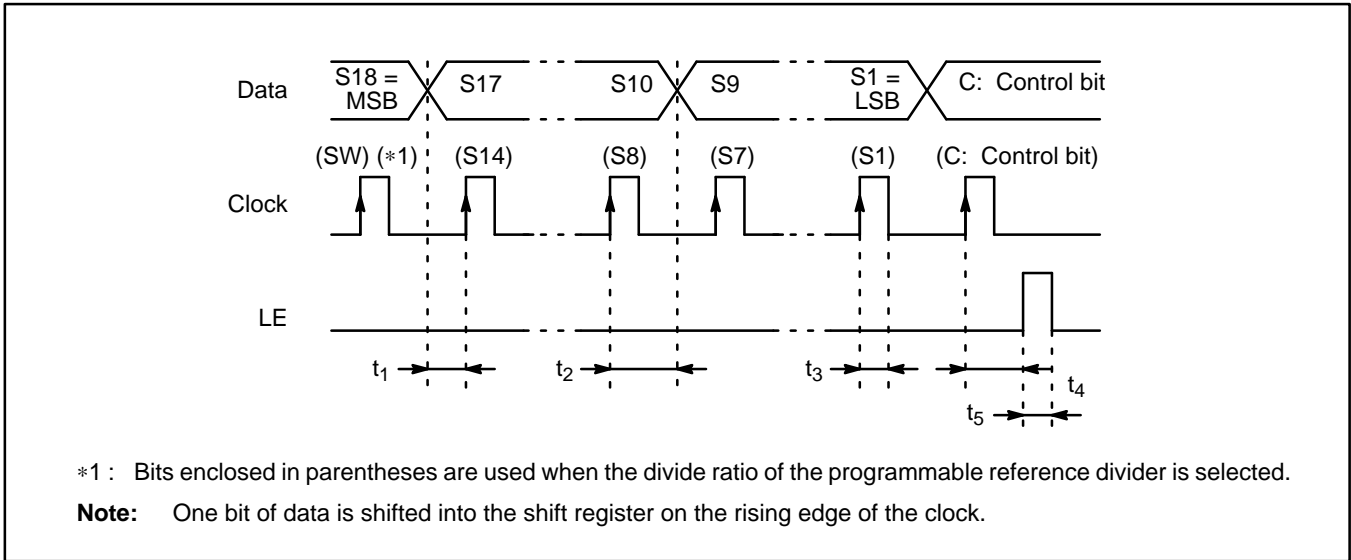 Data
S18 =
MSB
S17
S10
S9
S1 =
LSB
C: Control bit
(SW) (∗1)
(S14)
(S8)
(S7)
(S1)
(C: Control bit)
Clock
LE
t1
t2
t3
t4
t5
∗1 : Bits enclosed in parentheses are used when the divide ratio of the programmable reference divider is selected.
Note: One bit of data is shifted into the shift register on the rising edge of the clock.